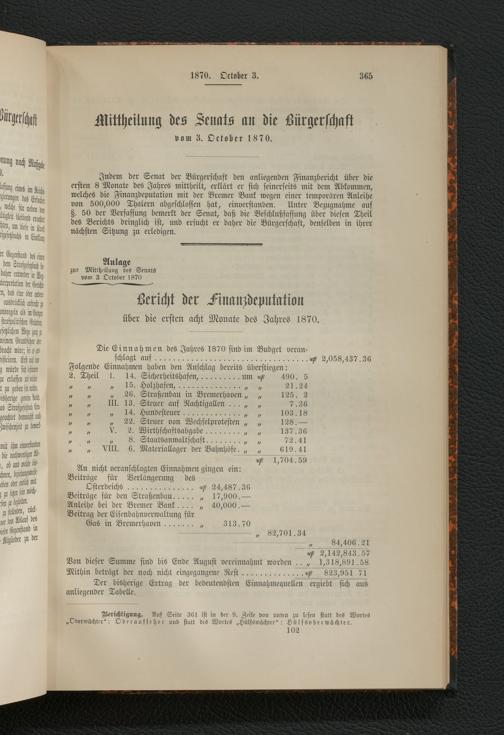 1870. October 3.
365
Mittheilung des Senats an die Bürgerschaft
vom 3. October 1870.
Indem der Senat der Bürgerschaft den anliegenden Finanzbericht über die
ersten 8 Monate des Jahres mittheilt, erklärt er sich seinerseits mit dem Abkommen,
welches die Finanzdeputation mit der Bremer Bank wegen einer temporären Anleihe
von 500,000 Thalern abgeschlossen hat, einverstanden. Unter Bezugnahme auf
§. 50 der Verfassung bemerkt der Senat, daß die Beschlußfassung über diesen Theil
des Berichts dringlich ist, und ersucht er daher die Bürgerschaft, denselben in ihrer
nächsten Sitzung zu erledigen.
Anlage
zur Mittheilung des Senats
vom 3 October 1870
Bericht der Finanzdeputation
über die ersten acht Monate des Jahres 1870.
Die Einnahmen des Jahres 1870 sind im Budget veran-
schlagt auf .................... 2,058,437.36
Folgende Einnahmen haben den Anschlag bereits überstiegen:
2. Theil I. 14. Sicherheitshafen, ........ um 490. 5
„ „ „ 15. Holzhafen, .......... „ „ 21.24
„ „ „ 26. Straßenbau in Bremerhaven „ „ 125. 2
„ „ III. 13. Steuer auf Nachtigallen ... „ „ 7.36
„ „ „ 14. Hundesteuer .......... „ „ 103.18
„ „ „ 22. Steuer von Wechselprotesten „ „ 128.—
„ „ V. 2. Wirthschaftsabgabe ....... „ „ 137.36
„ „ „ 8. Staatsanwaltschaft ....... „ „ 72.41
„ „ VIII. 6. Materiallager der Bahnhöfe. „ „ 619.41
1,704.59
An nicht veranschlagten Einnahmen gingen ein:
Beiträge für Verlängerung des
Osterdeichs .............. 24,487.36
Beiträge für den Straßenbau .... „ 17,900.—
Anleihe bei der Bremer Bank .... „ 40,000.—
Beitrag der Eisenbahnverwaltung für
Gas in Bremerhaven ...... „ 313.70
„ 82,701.34
„ 84,406.21
2,142,843.57
Von dieser Summe sind bis Ende August vereinnahmt worden .. „ 1,318,891.58
Mithin beträgt der noch nicht eingegangene Rest .............. 823,951 71
Der bisherige Ertrag der bedeutendsten Einnahmequellen ergiebt sich aus
anliegender Tabelle.
Berichtigung. Auf Seite 361 ist in der 9. Zeile von unten zu lesen statt des Wortes
„Oberwächter“: Oberaufseher und statt des Wortes „Hülfswächter“: Hülfsoberwächter.
102